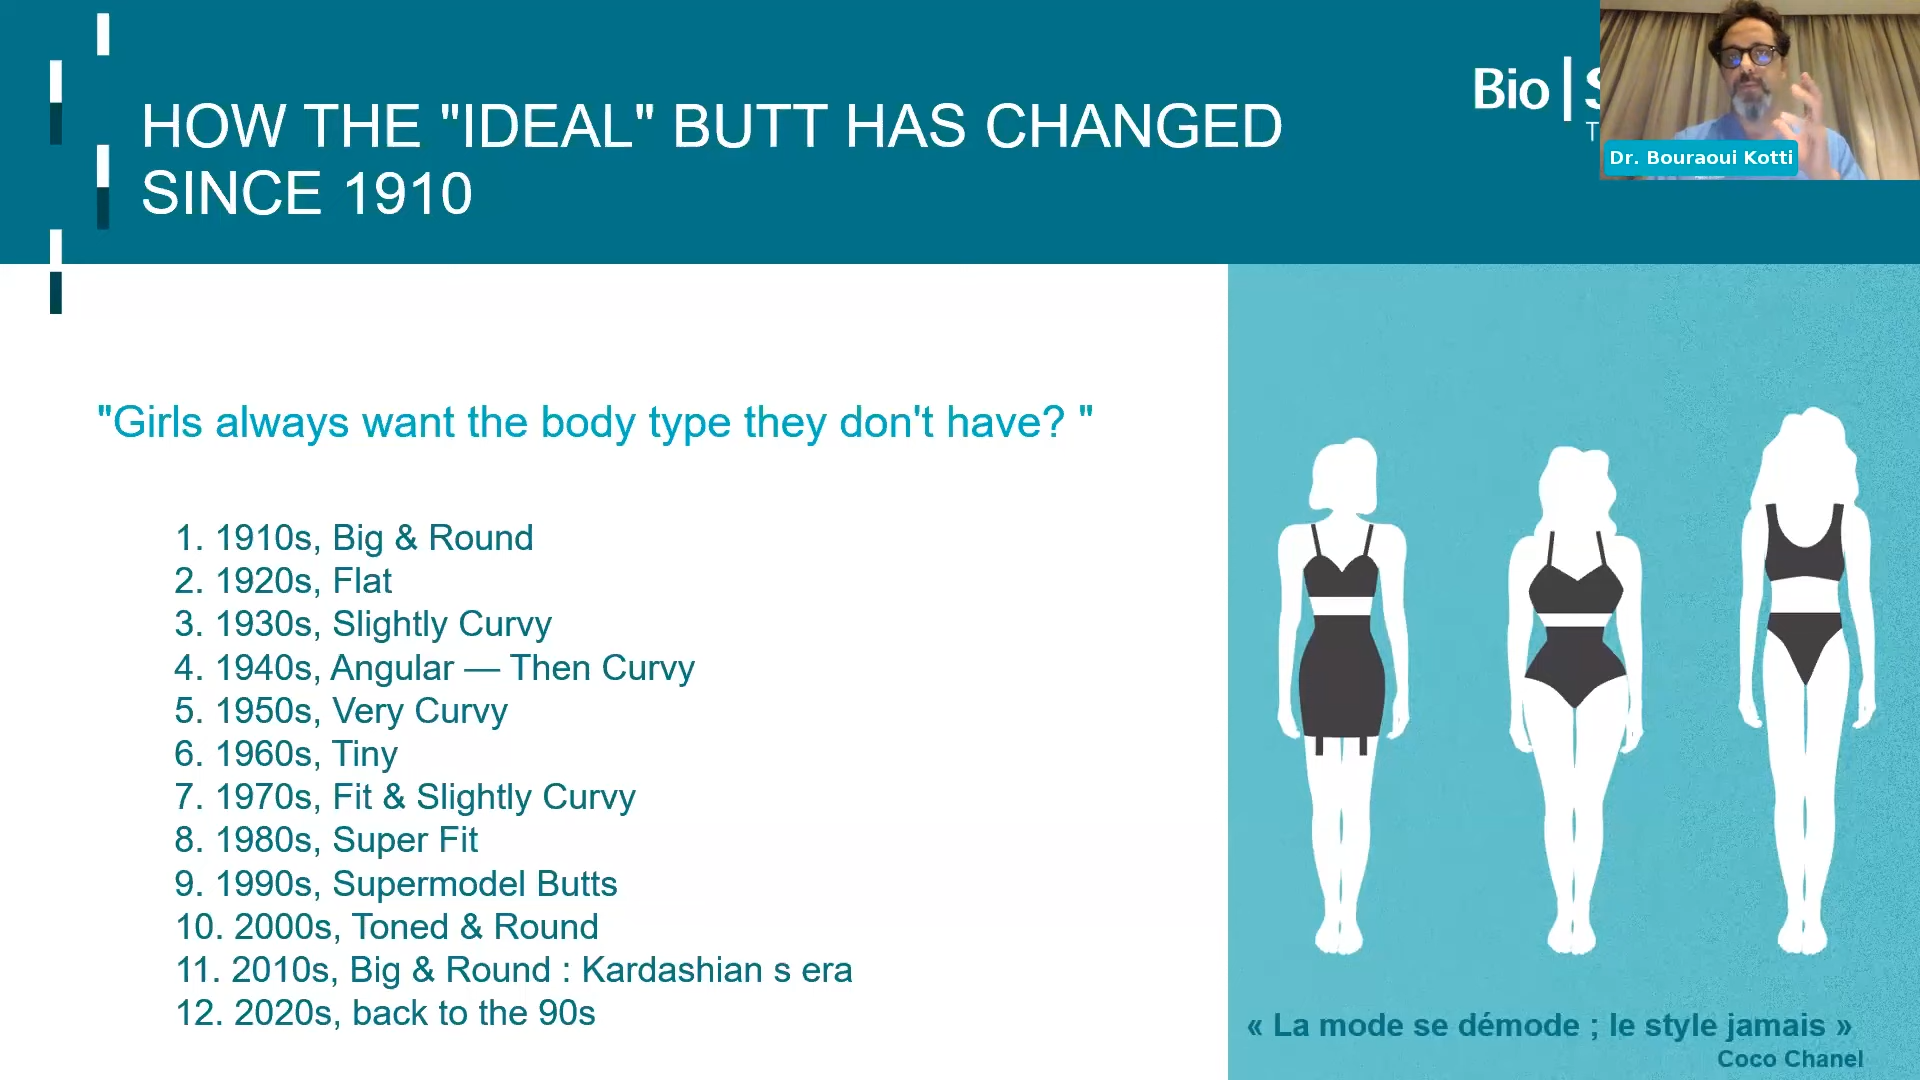 HOW THE "IDEAL" BUTT HAS CHANGED
SINCE 1910
Bio
Dr. Bouraoui Kotti
"Girls always want the body type they don't have? "
1. 1910s, Big & Round
2. 1920s, Flat
3. 1930s, Slightly Curvy
4. 1940s, Angular — Then Curvy
5. 1950s, Very Curvy
6. 1960s, Tiny
7. 1970s, Fit & Slightly Curvy
8. 1980s, Super Fit
9. 1990s, Supermodel Butts
10. 2000s, Toned & Round
11. 2010s, Big & Round : Kardashian s era
12. 2020s, back to the 90s
« La mode se démode ; le style jamais »
Coco Chanel